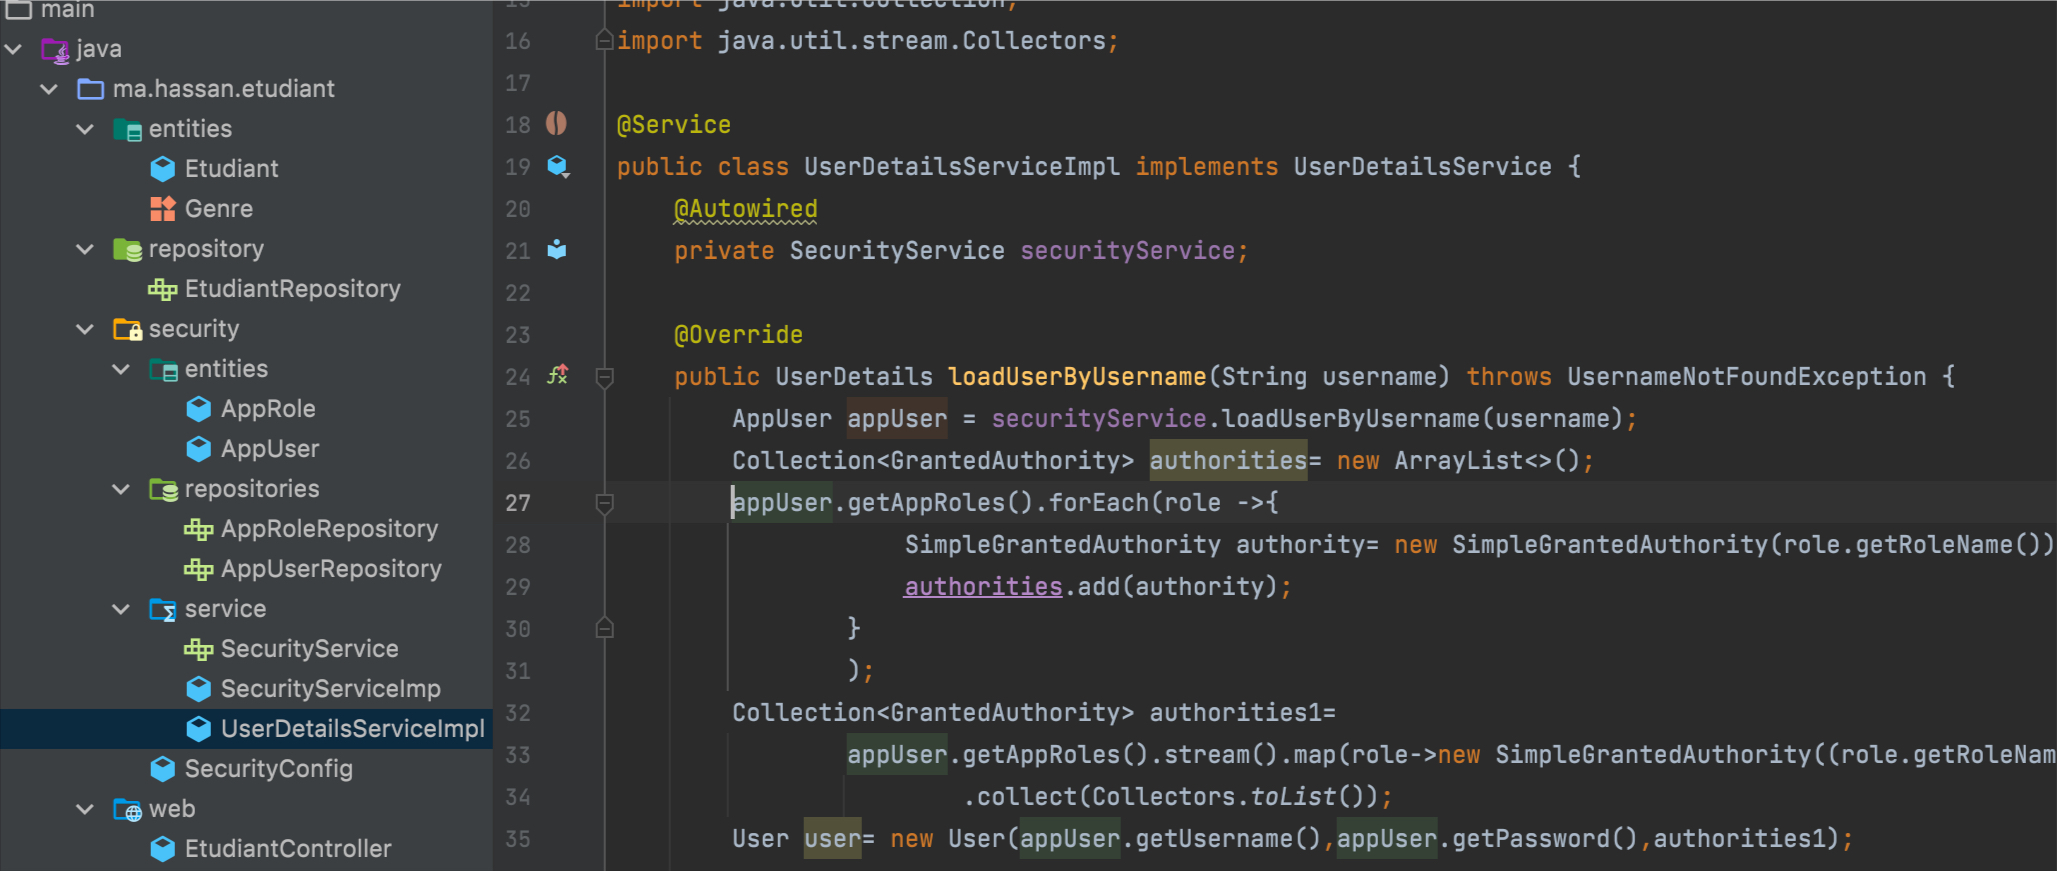 main
java
ma.hassan.etudiant
entities
Etudiant
Genre
repository
EtudiantRepository
security
entities
AppRole
AppUser
repositories
AppRoleRepository
AppUserRepository
service
SecurityService
SecurityServiceImp
UserDetailsServiceImpl
SecurityConfig
web
EtudiantController
15 import java.util.Collection;
16 import java.util.stream.Collectors;
17
18 @Service
19 public class UserDetailsServiceImpl implements UserDetailsService {
20 @Autowired
21 private SecurityService securityService;
22
23 @Override
24 public UserDetails loadUserByUsername(String username) throws UsernameNotFoundException {
25 AppUser appUser = securityService.loadUserByUsername(username);
26 Collection<GrantedAuthority> authorities= new ArrayList<>();
27 appUser.getAppRoles().forEach(role ->{
28 SimpleGrantedAuthority authority= new SimpleGrantedAuthority(role.getRoleName())
29 authorities.add(authority);
30 }
31 );
32 Collection<GrantedAuthority> authorities1=
33 appUser.getAppRoles().stream().map(role->new SimpleGrantedAuthority((role.getRoleNam
34 .collect(Collectors.toList());
35 User user= new User(appUser.getUsername(),appUser.getPassword(),authorities1);